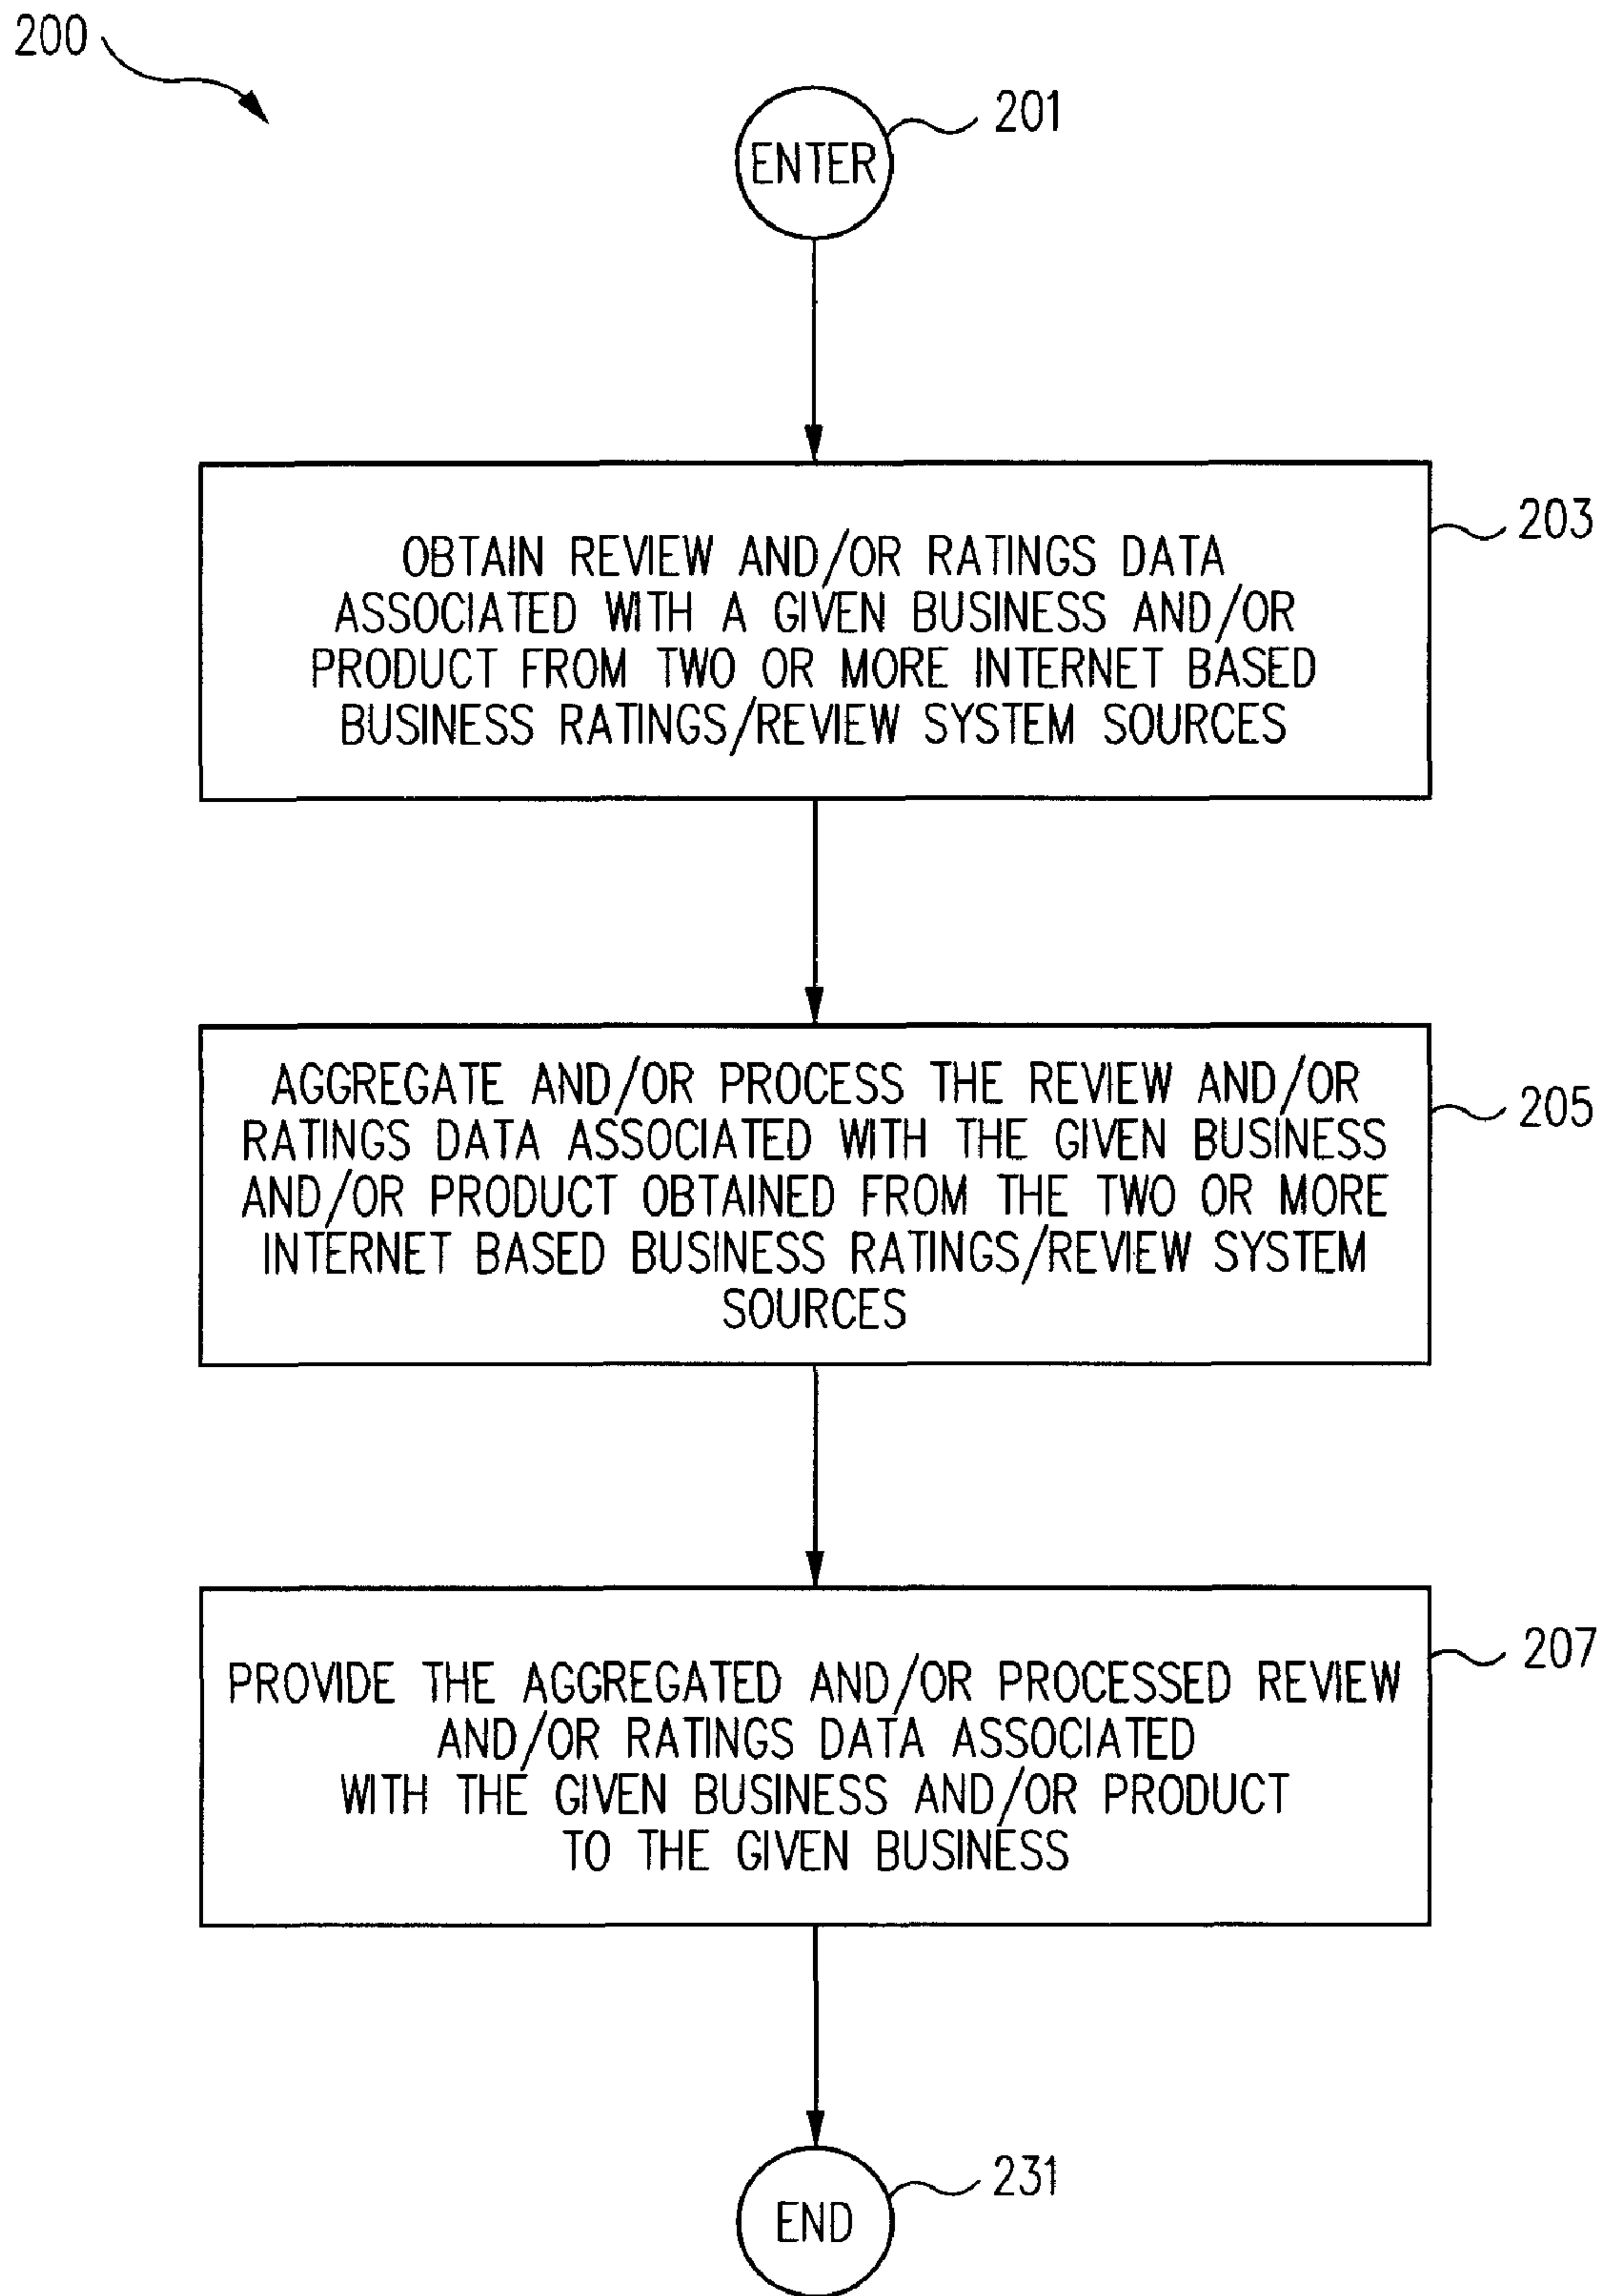 200
ENTER
201
OBTAIN REVIEW AND/OR RATINGS DATA
ASSOCIATED WITH A GIVEN BUSINESS AND/OR
PRODUCT FROM TWO OR MORE INTERNET BASED
BUSINESS RATINGS/REVIEW SYSTEM SOURCES
203
AGGREGATE AND/OR PROCESS THE REVIEW AND/OR
RATINGS DATA ASSOCIATED WITH THE GIVEN BUSINESS
AND/OR PRODUCT OBTAINED FROM THE TWO OR MORE
INTERNET BASED BUSINESS RATINGS/REVIEW SYSTEM
SOURCES
205
PROVIDE THE AGGREGATED AND/OR PROCESSED REVIEW
AND/OR RATINGS DATA ASSOCIATED
WITH THE GIVEN BUSINESS AND/OR PRODUCT
TO THE GIVEN BUSINESS
207
END
231